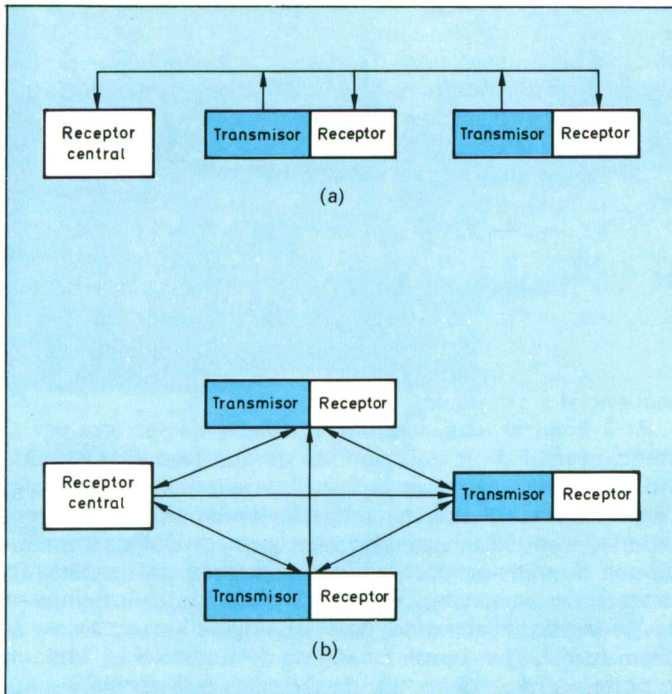 Receptor
central
Transmisor Receptor
Transmisor Receptor
(a)
Transmisor Receptor
Receptor
central
Transmisor Receptor
Transmisor Receptor
(b)